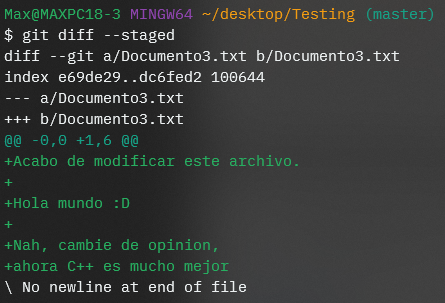 Max@MAXPC18-3 MINGW64 ~/desktop/Testing (master)
$ git diff --staged
diff --git a/Documento3.txt b/Documento3.txt
index e69de29..dc6fed2 100644
--- a/Documento3.txt
+++ b/Documento3.txt
@@ -0,0 +1,6 @@
+Acabo de modificar este archivo.
+
+Hola mundo :D
+
+Nah, cambie de opinion,
+ahora C++ es mucho mejor
\ No newline at end of file